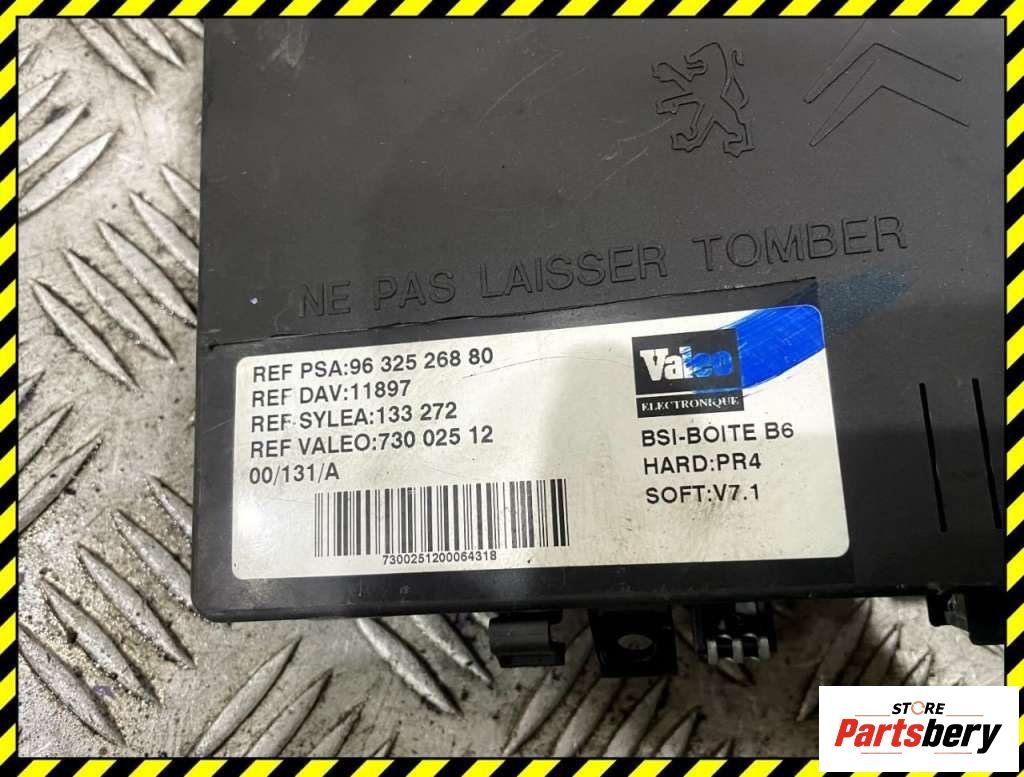 NE PAS LAISSER TOMBER
REF PSA:96 325 268 80
REF DAV:11897
REF SYLEA:133 272
REF VALEO:730 025 12
00/131/A
7300251200064318
Valeo
ELECTRONIQUE
BSI-BOITE B6
HARD:PR4
SOFT:V7.1
STORE
Partsbery